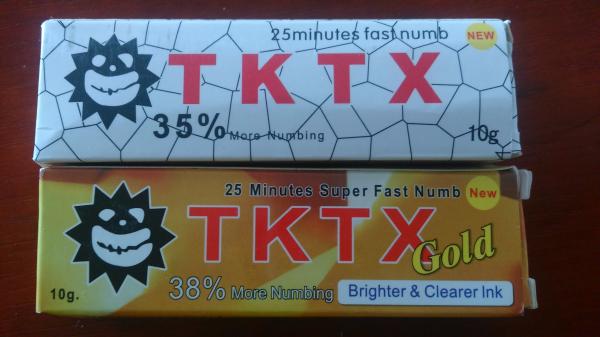 25minutes fast numb NEW
TKTX
35% More Numbing
10g
25 Minutes Super Fast Numb New
TKTX
Gold
10g. 38% More Numbing Brighter & Clearer Ink